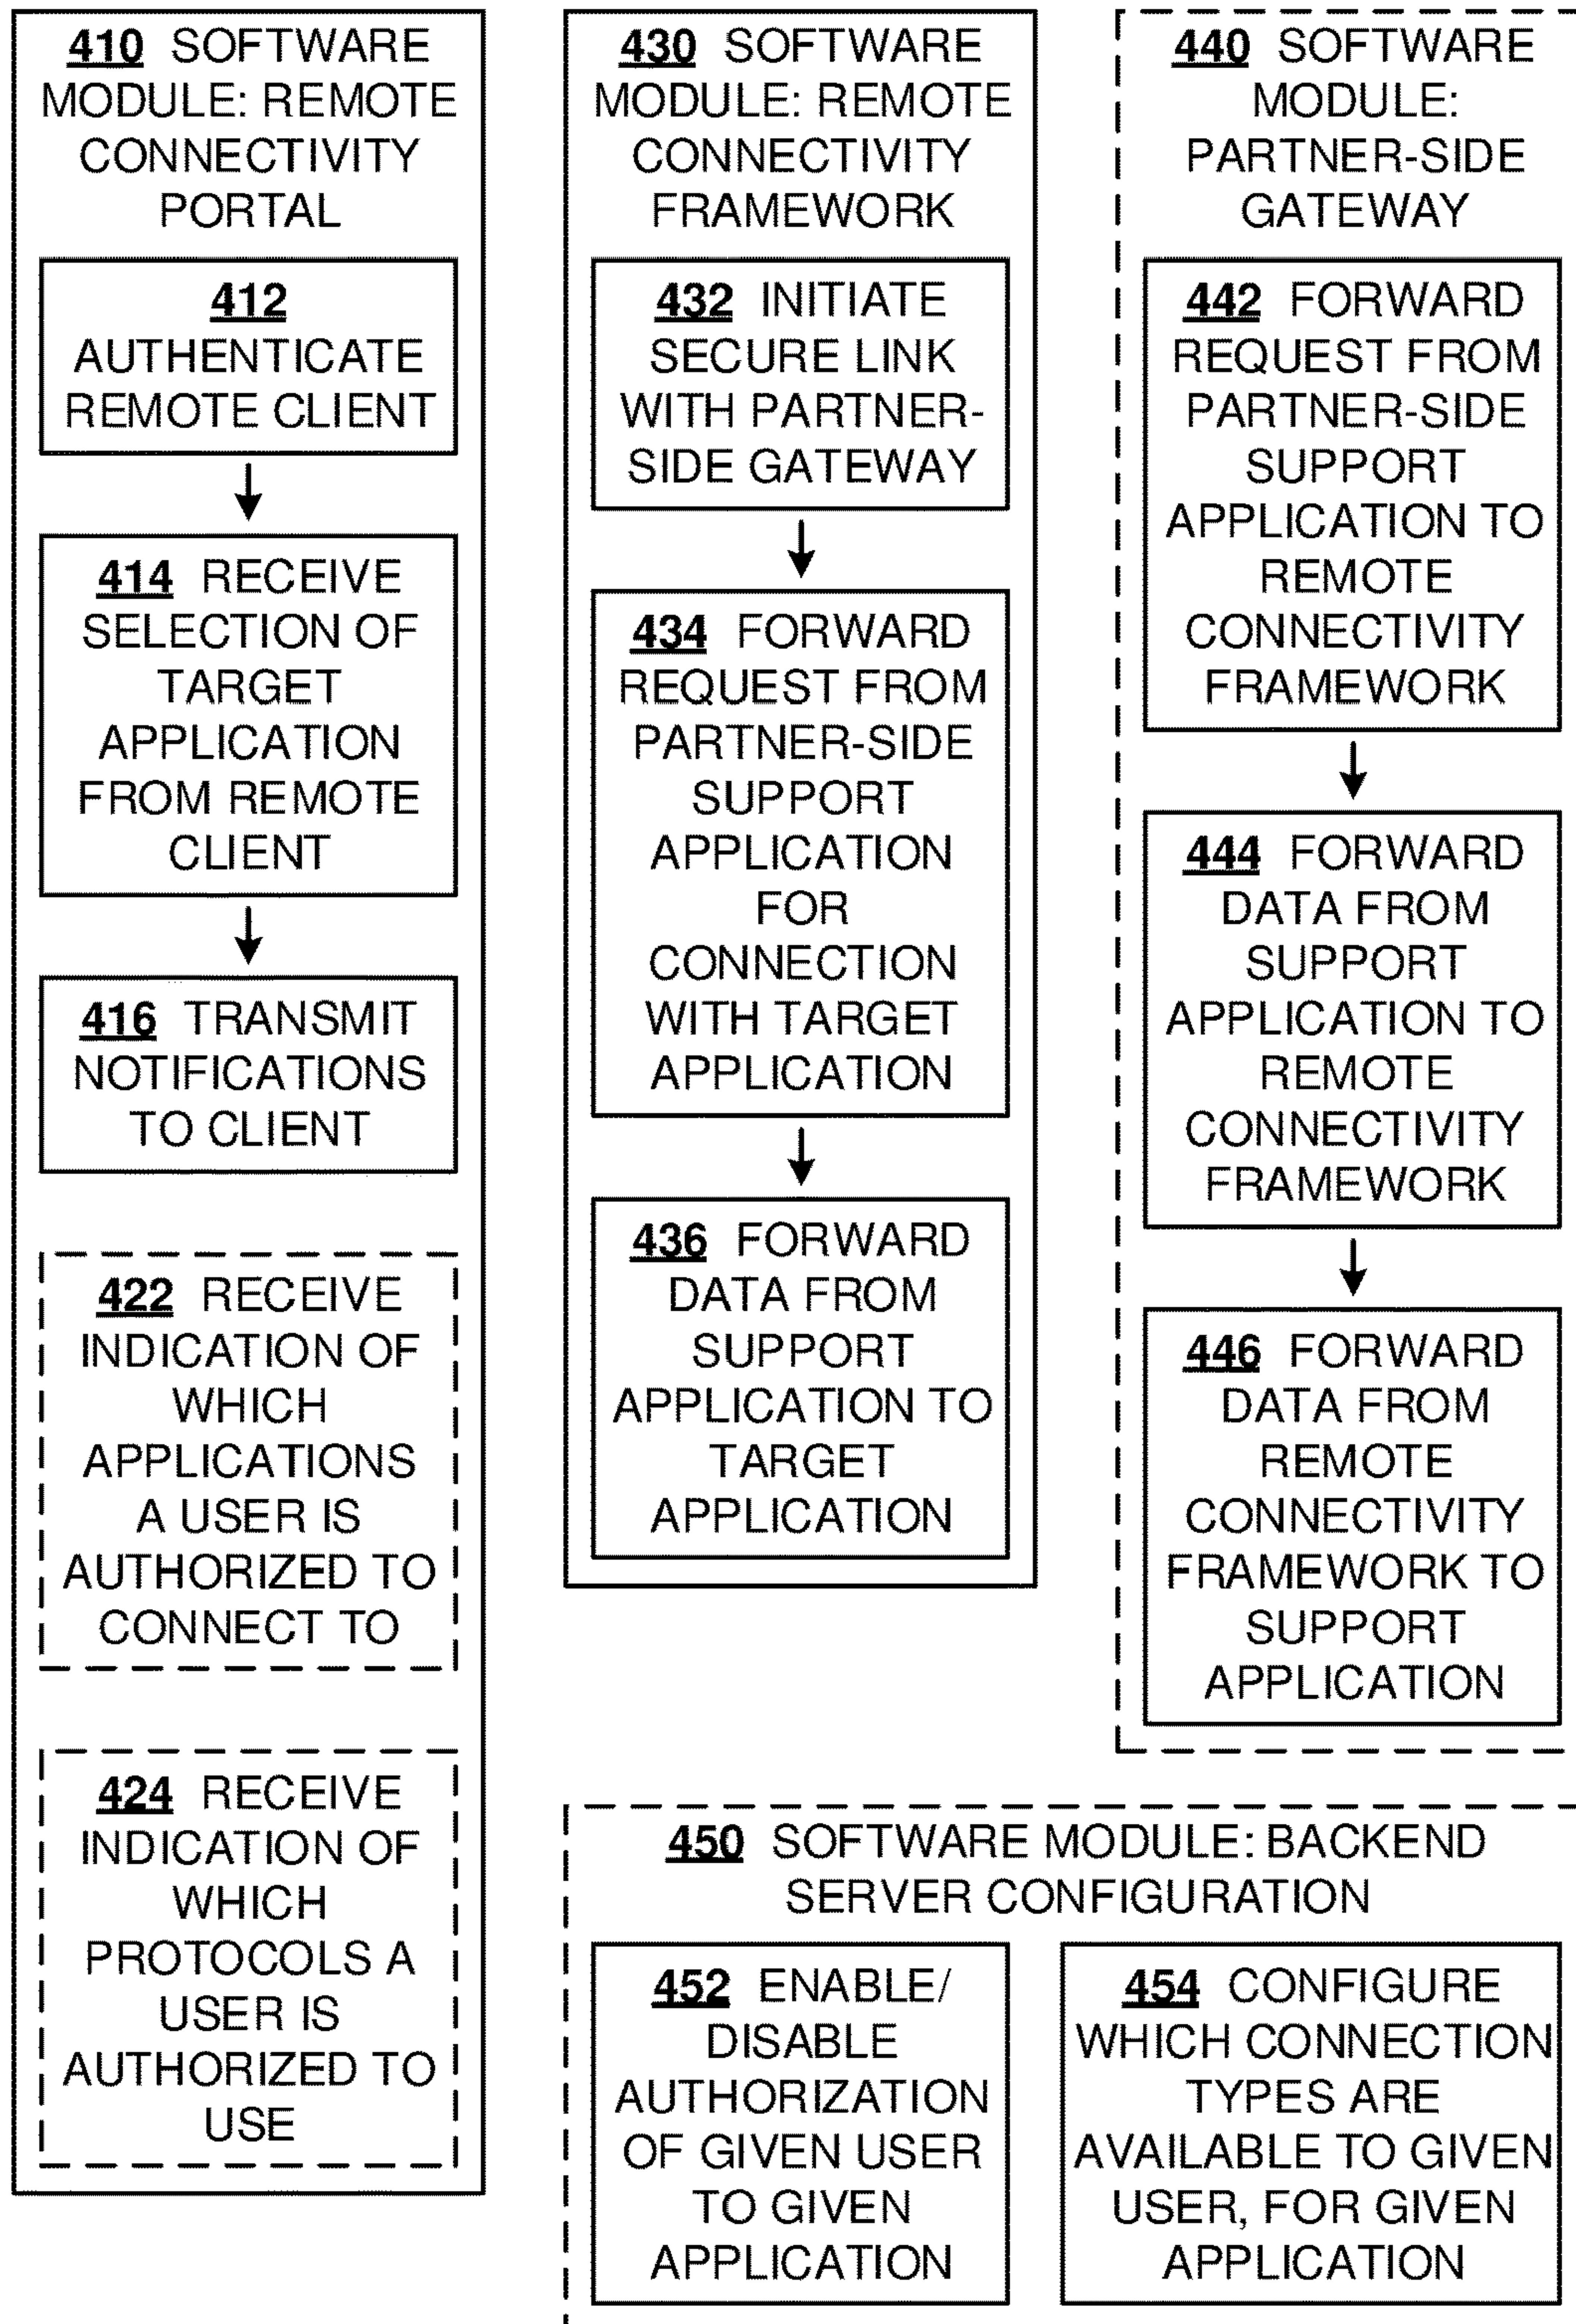 410 SOFTWARE
MODULE: REMOTE
CONNECTIVITY
PORTAL
412
AUTHENTICATE
REMOTE CLIENT
414 RECEIVE
SELECTION OF
TARGET
APPLICATION
FROM REMOTE
CLIENT
416 TRANSMIT
NOTIFICATIONS
TO CLIENT
422 RECEIVE
INDICATION OF
WHICH
APPLICATIONS
A USER IS
AUTHORIZED TO
CONNECT TO
424 RECEIVE
INDICATION OF
WHICH
PROTOCOLS A
USER IS
AUTHORIZED TO
USE
430 SOFTWARE
MODULE: REMOTE
CONNECTIVITY
FRAMEWORK
432 INITIATE
SECURE LINK
WITH PARTNER-
SIDE GATEWAY
434 FORWARD
REQUEST FROM
PARTNER-SIDE
SUPPORT
APPLICATION
FOR
CONNECTION
WITH TARGET
APPLICATION
436 FORWARD
DATA FROM
SUPPORT
APPLICATION TO
TARGET
APPLICATION
440 SOFTWARE
MODULE:
PARTNER-SIDE
GATEWAY
442 FORWARD
REQUEST FROM
PARTNER-SIDE
SUPPORT
APPLICATION TO
REMOTE
CONNECTIVITY
FRAMEWORK
444 FORWARD
DATA FROM
SUPPORT
APPLICATION TO
REMOTE
CONNECTIVITY
FRAMEWORK
446 FORWARD
DATA FROM
REMOTE
CONNECTIVITY
FRAMEWORK TO
SUPPORT
APPLICATION
450 SOFTWARE MODULE: BACKEND
SERVER CONFIGURATION
452 ENABLE/
DISABLE
AUTHORIZATION
OF GIVEN USER
TO GIVEN
APPLICATION
454 CONFIGURE
WHICH CONNECTION
TYPES ARE
AVAILABLE TO GIVEN
USER, FOR GIVEN
APPLICATION